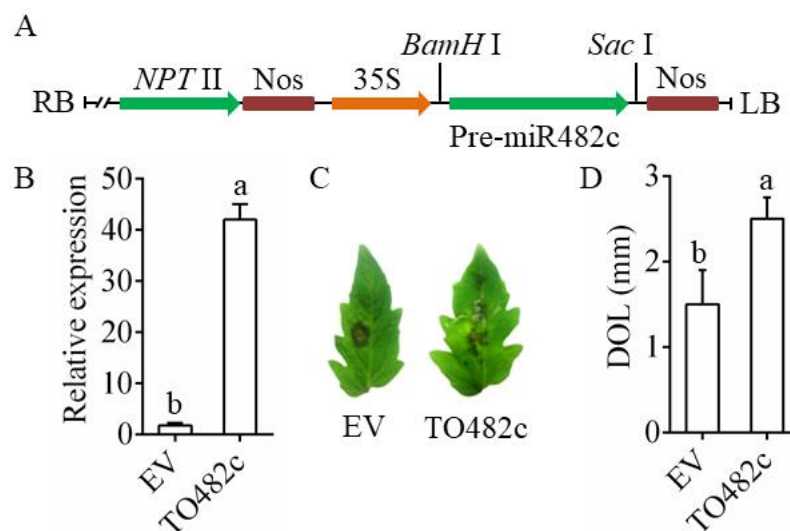 A
BamH I
Sac I
NPT II
Nos
35S
Nos
RB
LB
Pre-miR482c
B
C
D
Relative expression
50
40
30
20
10
0
b
a
EV
TO482c
EV
TO482c
DOL (mm)
3
2
1
0
b
a
EV
TO482c